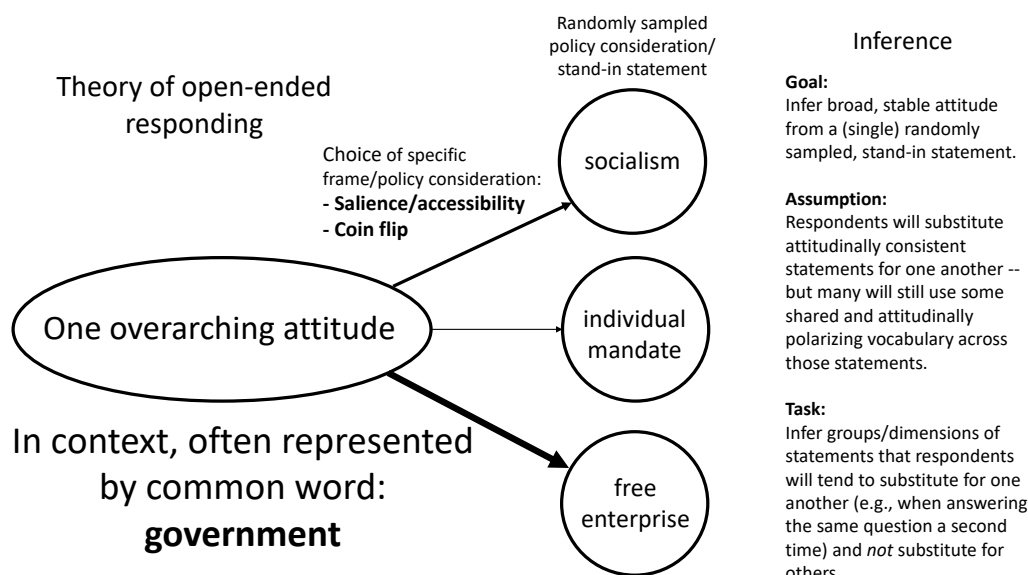 Theory of open-ended
responding
Choice of specific
frame/policy consideration:
- Salience/accessibility
- Coin flip
One overarching attitude
In context, often represented
by common word:
government
Randomly sampled
policy consideration/
stand-in statement
socialism
individual
mandate
free
enterprise
Inference
Goal:
Infer broad, stable attitude
from a (single) randomly
sampled, stand-in statement.
Assumption:
Respondents will substitute
attitudinally consistent
statements for one another --
but many will still use some
shared and attitudinally
polarizing vocabulary across
those statements.
Task:
Infer groups/dimensions of
statements that respondents
will tend to substitute for one
another (e.g., when answering
the same question a second
time) and not substitute for
others.